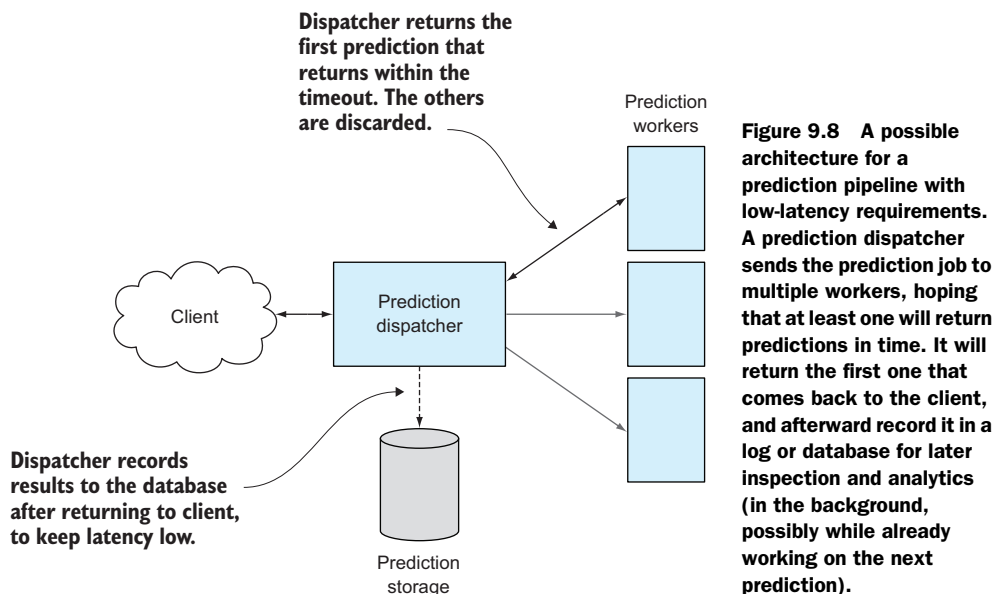 Dispatcher returns the
first prediction that
returns within the
timeout. The others
are discarded.
Prediction
workers
Client
Prediction
dispatcher
Dispatcher records
results to the database
after returning to client,
to keep latency low.
Prediction
storage
Figure 9.8 A possible
architecture for a
prediction pipeline with
low-latency requirements.
A prediction dispatcher
sends the prediction job to
multiple workers, hoping
that at least one will return
predictions in time. It will
return the first one that
comes back to the client,
and afterward record it in a
log or database for later
inspection and analytics
(in the background,
possibly while already
working on the next
prediction).